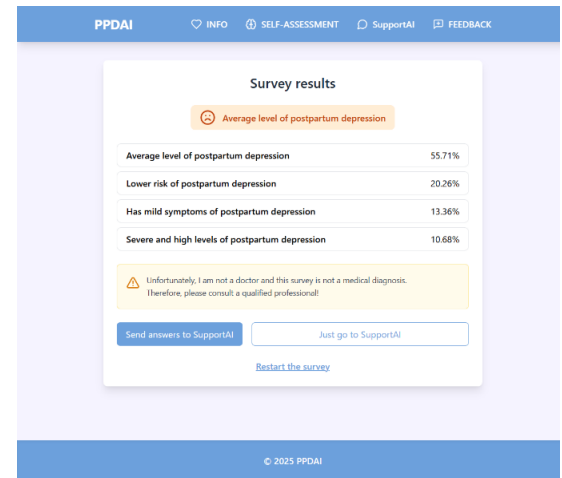 PPDAI
INFO
SELF-ASSESSMENT
SupportAI
FEEDBACK
Survey results
Average level of postpartum depression
Average level of postpartum depression 55.71%
Lower risk of postpartum depression 20.26%
Has mild symptoms of postpartum depression 13.36%
Severe and high levels of postpartum depression 10.68%
Unfortunately, I am not a doctor and this survey is not a medical diagnosis.
Therefore, please consult a qualified professional!
Send answers to SupportAI
Just go to SupportAI
Restart the survey
© 2025 PPDAI